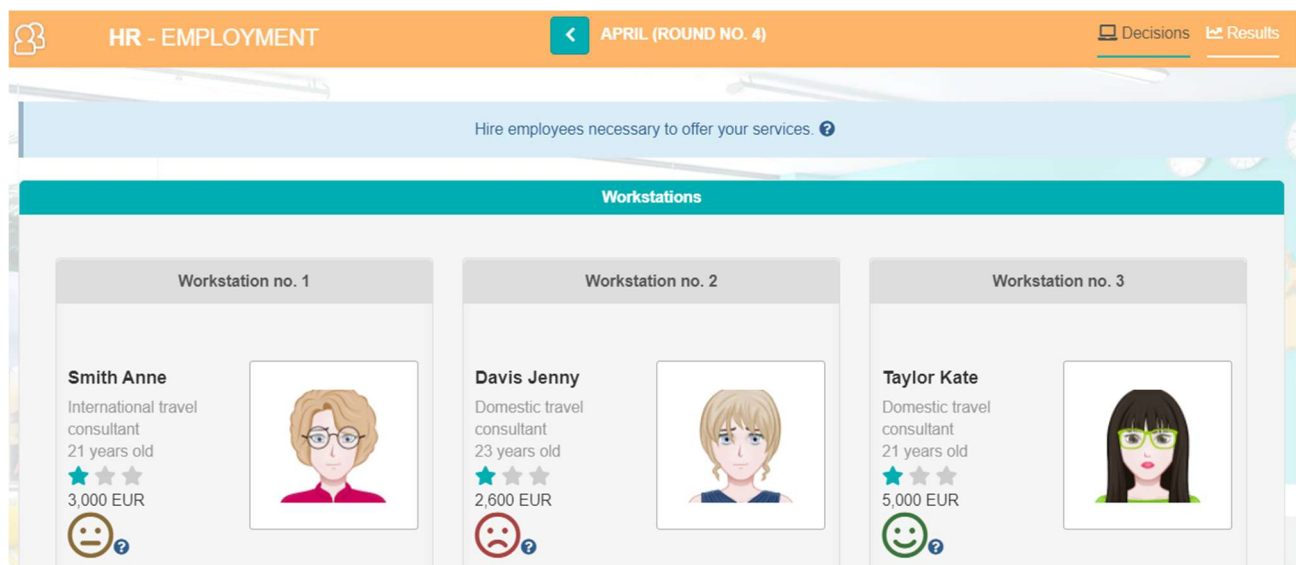 HR - EMPLOYMENT
APRIL (ROUND NO. 4)
Decisions
Results
Hire employees necessary to offer your services. ?
Workstations
Workstation no. 1
Workstation no. 2
Workstation no. 3
Smith Anne
International travel
consultant
21 years old
3,000 EUR
?
Davis Jenny
Domestic travel
consultant
23 years old
2,600 EUR
?
Taylor Kate
Domestic travel
consultant
21 years old
5,000 EUR
?